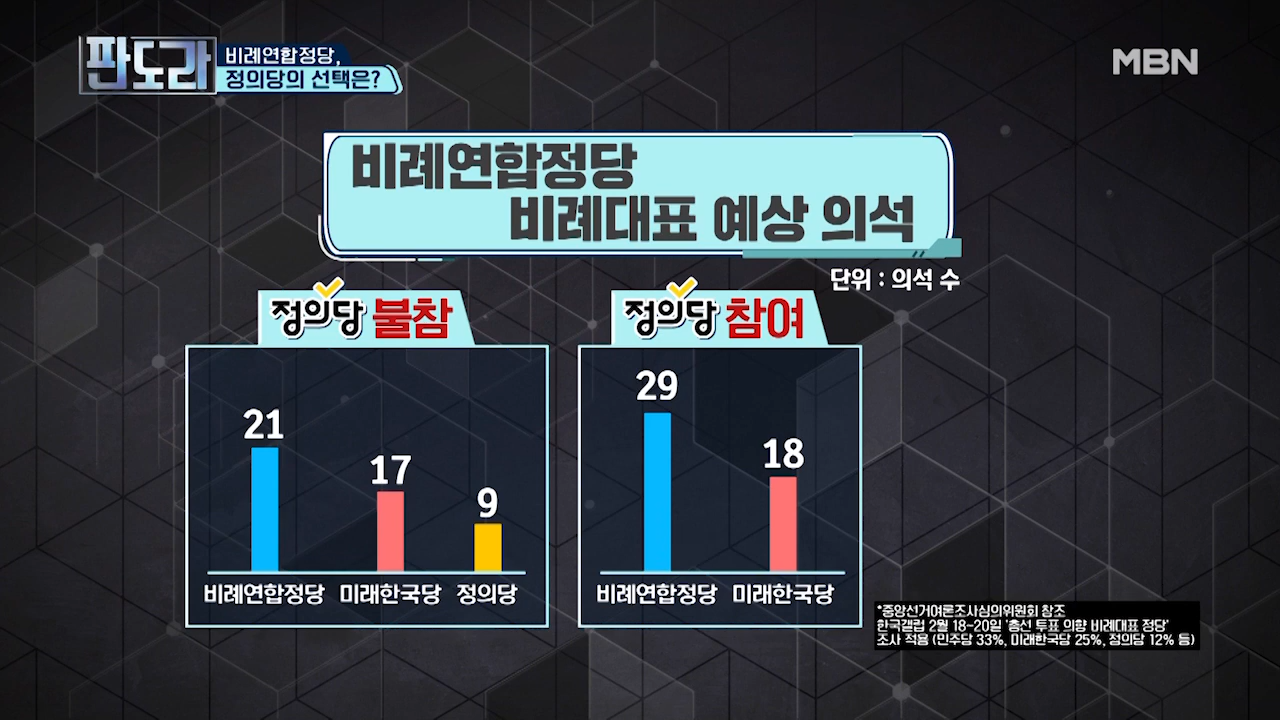 판도라
비례연합정당,
정의당의 선택은?
MBN
비례연합정당
비례대표 예상 의석
단위 : 의석 수
정의당 불참
21
17
9
비례연합정당 미래한국당 정의당
정의당 참여
29
18
비례연합정당 미래한국당
*중앙선거여론조사심의위원회 참조
한국갤럽 2월 18~20일 '총선 투표 의향 비례대표 정당'
조사 적용 (민주당 33%, 미래한국당 25%, 정의당 12% 등)